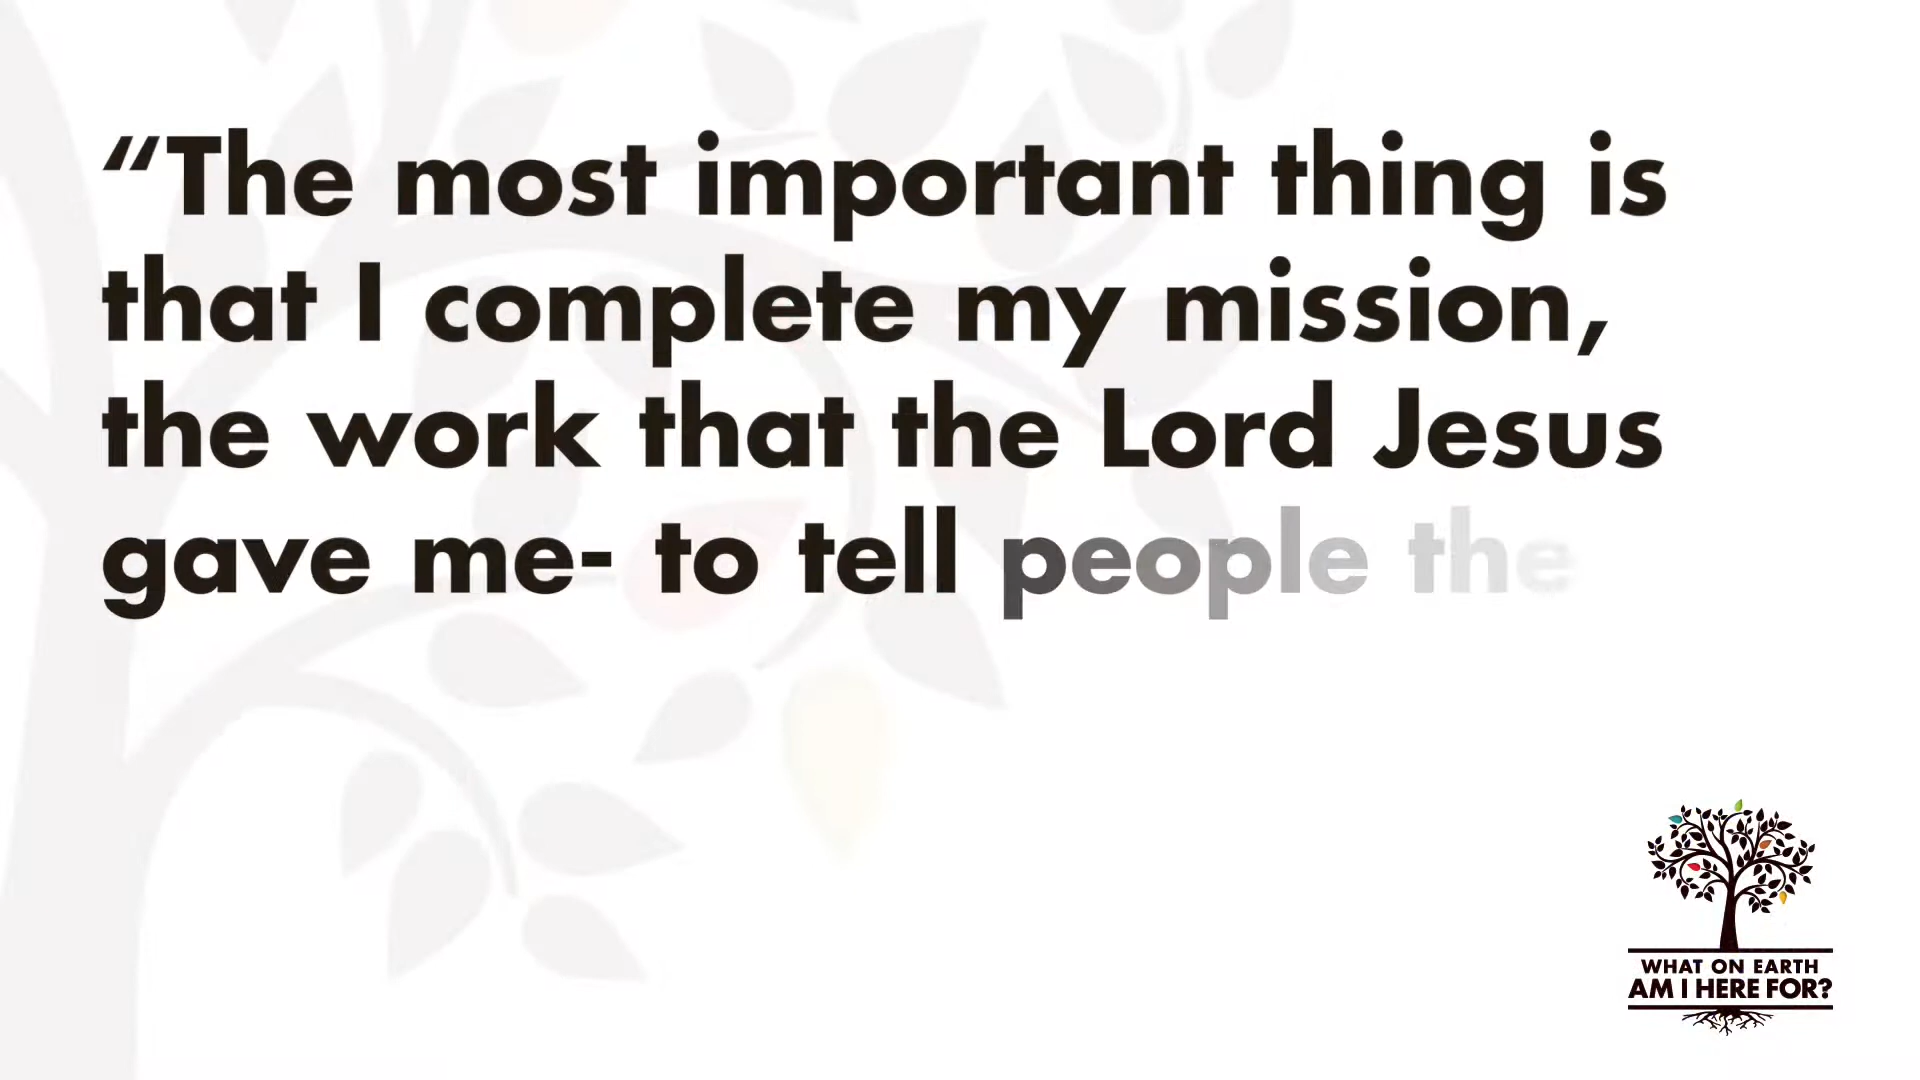 “The most important thing is
that I complete my mission,
the work that the Lord Jesus
gave me- to tell people the
WHAT ON EARTH
AM I HERE FOR?